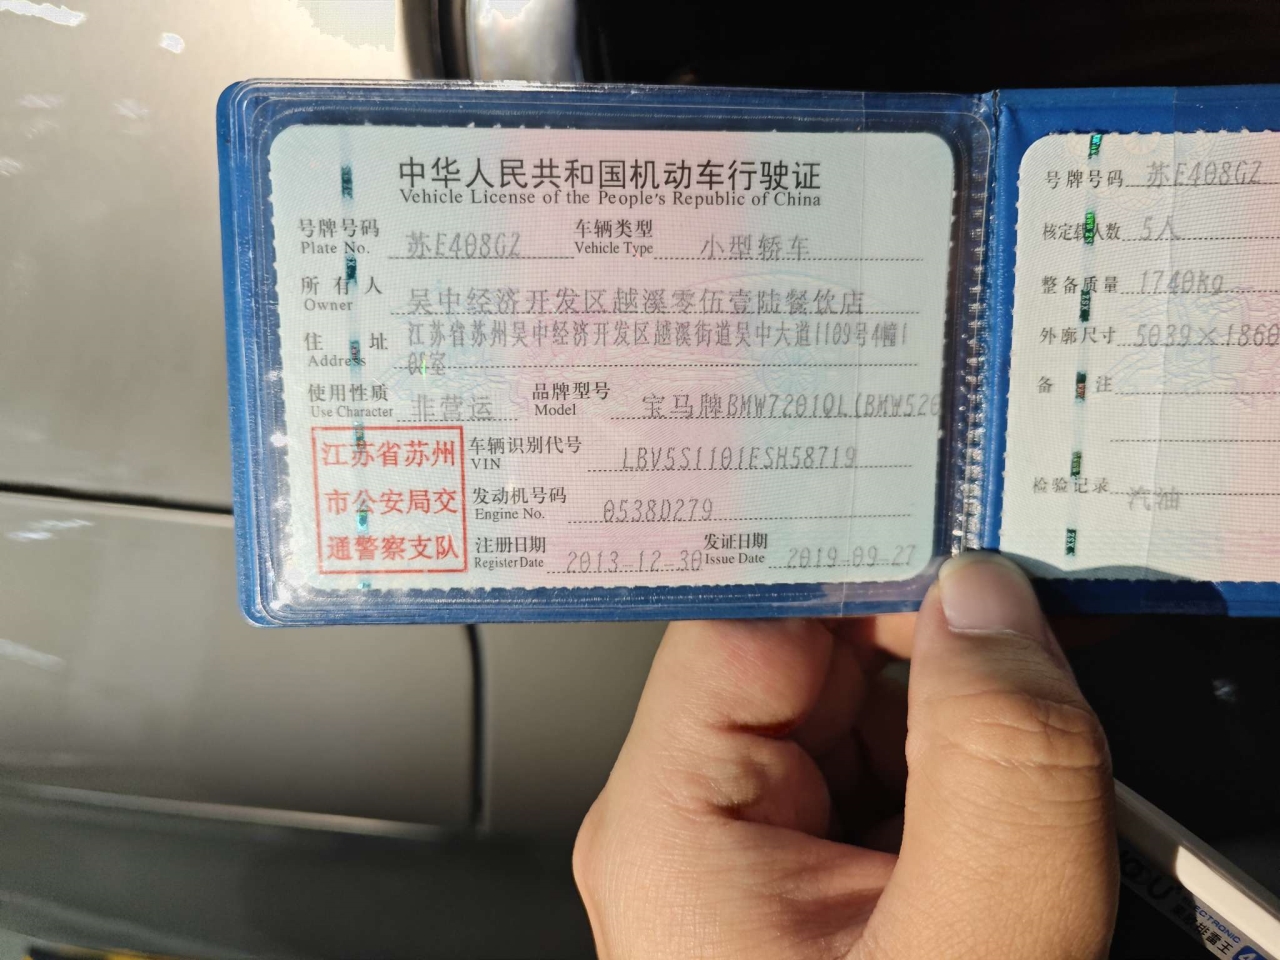 中华人民共和国机动车行驶证
Vehicle License of the People's Republic of China
号牌号码 苏E408GZ 车辆类型 小型轿车
Plate No. Vehicle Type
所有人 吴中经济开发区越溪零伍壹陆餐饮店
Owner
住址 江苏省苏州吴中经济开发区越溪街道吴中大道1109号4幢1
Address 00室
使用性质 非营运 品牌型号 宝马牌BMW7201QL(BMW520
Use Character Model
江苏省苏州
市公安局交
通警察支队
车辆识别代号 LBV5S1101ESH58719
VIN
发动机号码 0538D279
Engine No.
注册日期 2013-12-30 发证日期 2019-09-27
Register Date Issue Date
号牌号码 苏E408GZ
核定载人数 5人
整备质量 1740kg
外廓尺寸 5039×1860
备注
检验记录
汽油
ELECTRONIC